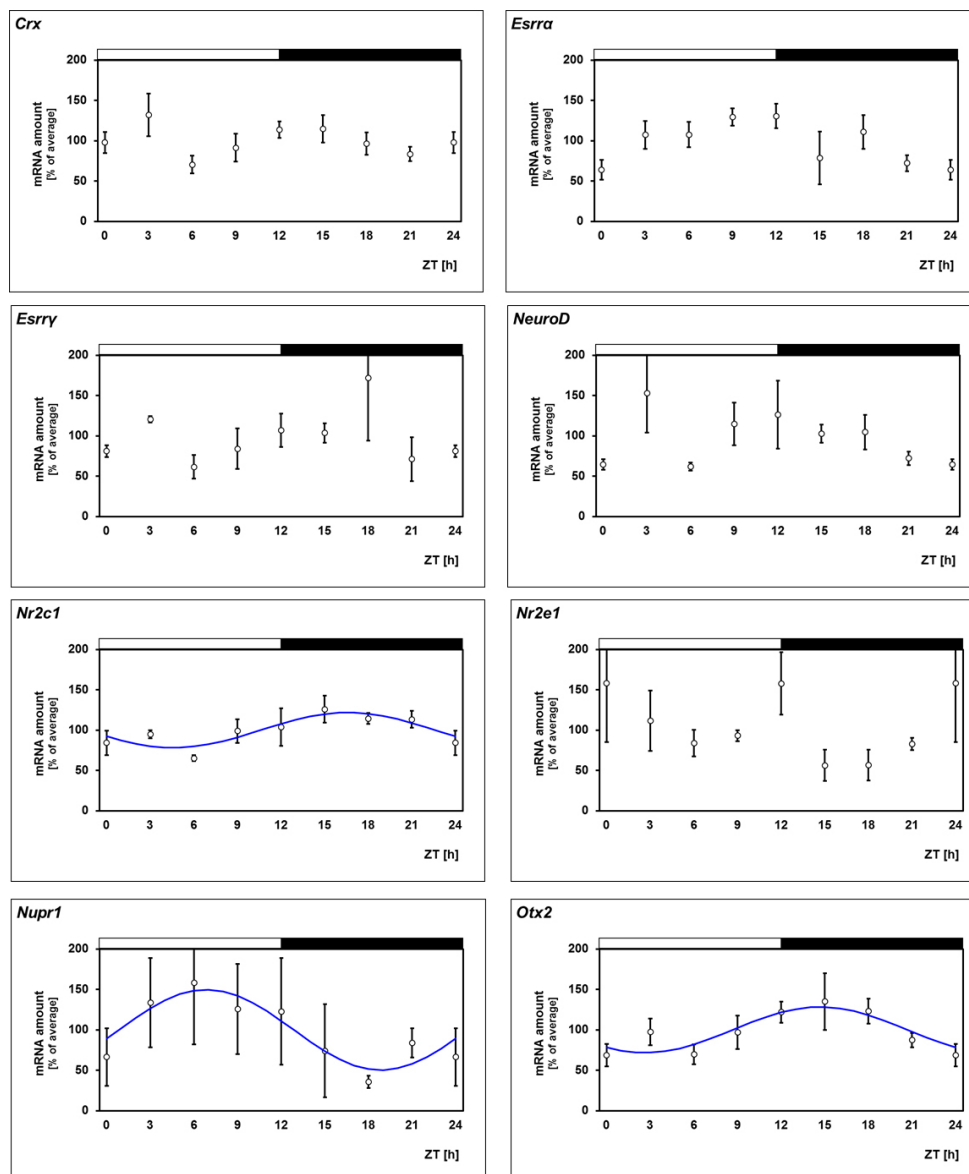 Crx
mRNA amount
[% of average]
200
150
100
50
0
0 3 6 9 12 15 18 21 24
ZT [h]
Esrrα
mRNA amount
[% of average]
200
150
100
50
0
0 3 6 9 12 15 18 21 24
ZT [h]
Esrrγ
mRNA amount
[% of average]
200
150
100
50
0
0 3 6 9 12 15 18 21 24
ZT [h]
NeuroD
mRNA amount
[% of average]
200
150
100
50
0
0 3 6 9 12 15 18 21 24
ZT [h]
Nr2c1
mRNA amount
[% of average]
200
150
100
50
0
0 3 6 9 12 15 18 21 24
ZT [h]
Nr2e1
mRNA amount
[% of average]
200
150
100
50
0
0 3 6 9 12 15 18 21 24
ZT [h]
Nupr1
mRNA amount
[% of average]
200
150
100
50
0
0 3 6 9 12 15 18 21 24
ZT [h]
Otx2
mRNA amount
[% of average]
200
150
100
50
0
0 3 6 9 12 15 18 21 24
ZT [h]